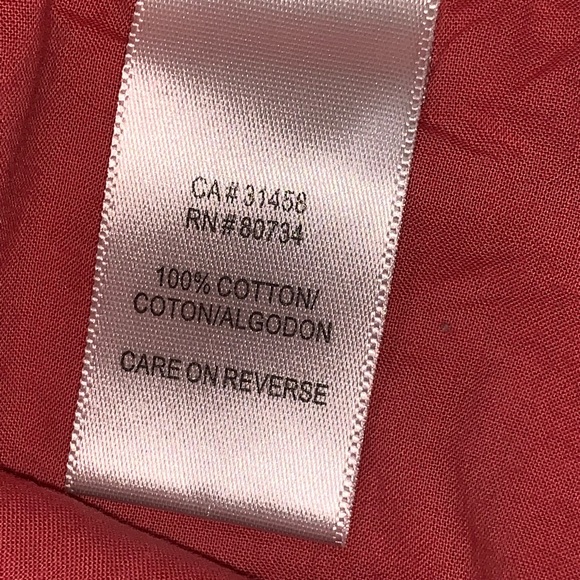 CA#31458
RN#80734
100% COTTON/
COTON/ALGODON
CARE ON REVERSE